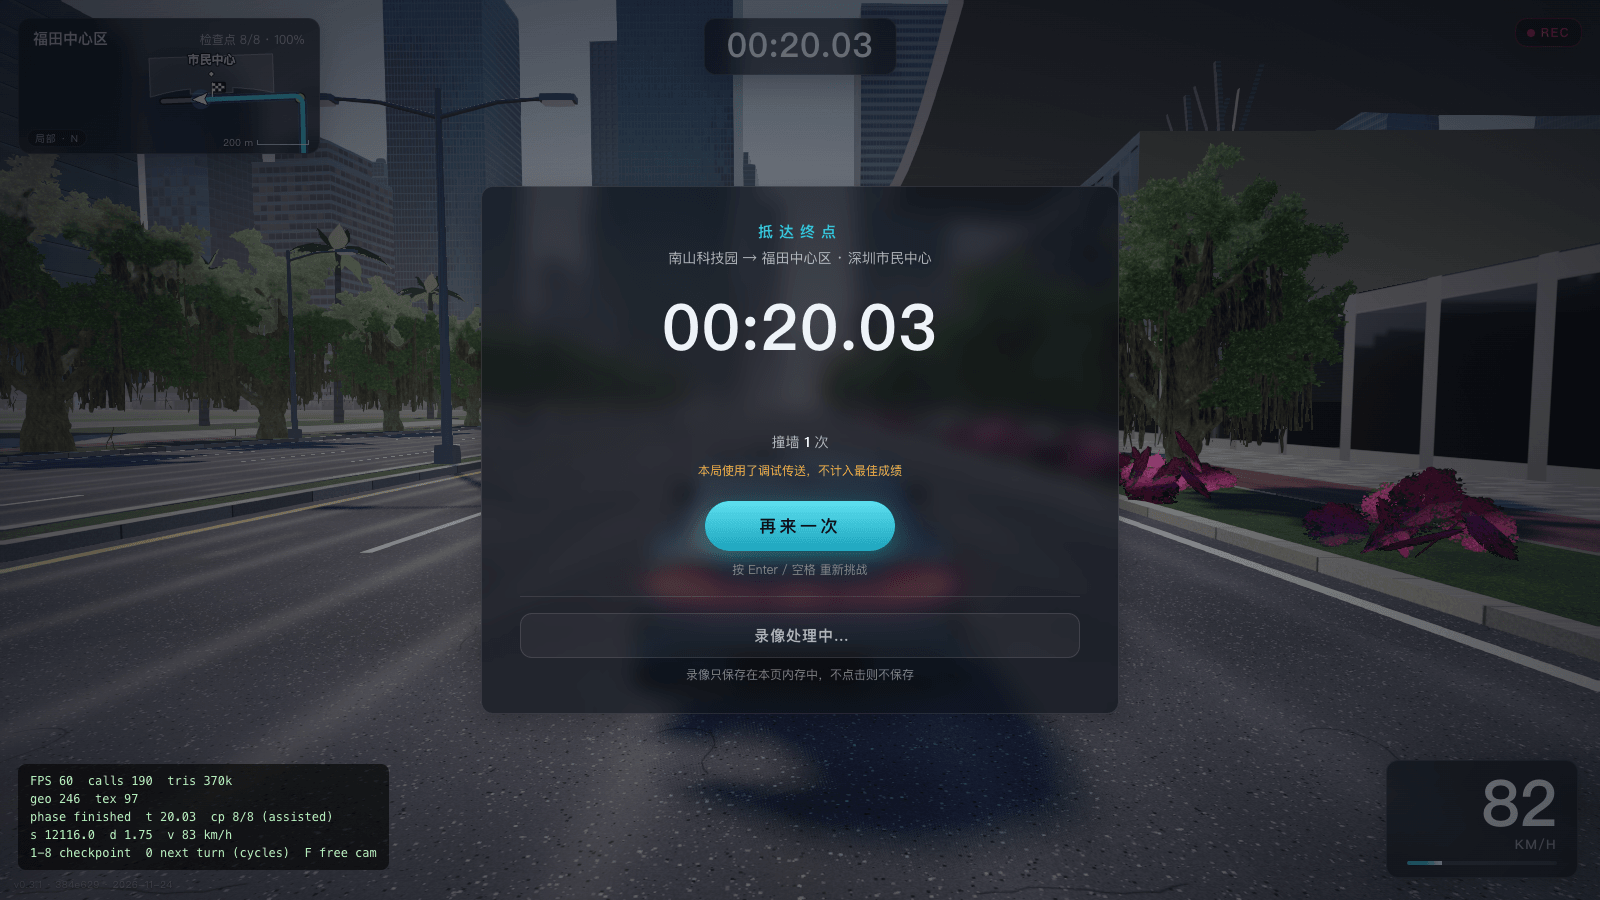 福田中心区
检查点 8/8 · 100%
市民中心
局部 · N
200 m
00:20.03
REC
抵达终点
南山科技园 → 福田中心区 · 深圳市民中心
00:20.03
撞墙 1 次
本局使用了调试传送，不计入最佳成绩
再来一次
按 Enter / 空格 重新挑战
录像处理中...
录像只保存在本页内存中，不点击则不保存
FPS 60 calls 190 tris 370k
geo 246 tex 97
phase finished t 20.03 cp 8/8 (assisted)
s 12116.0 d 1.75 v 83 km/h
1-8 checkpoint 0 next turn (cycles) F free cam
82
KM/H